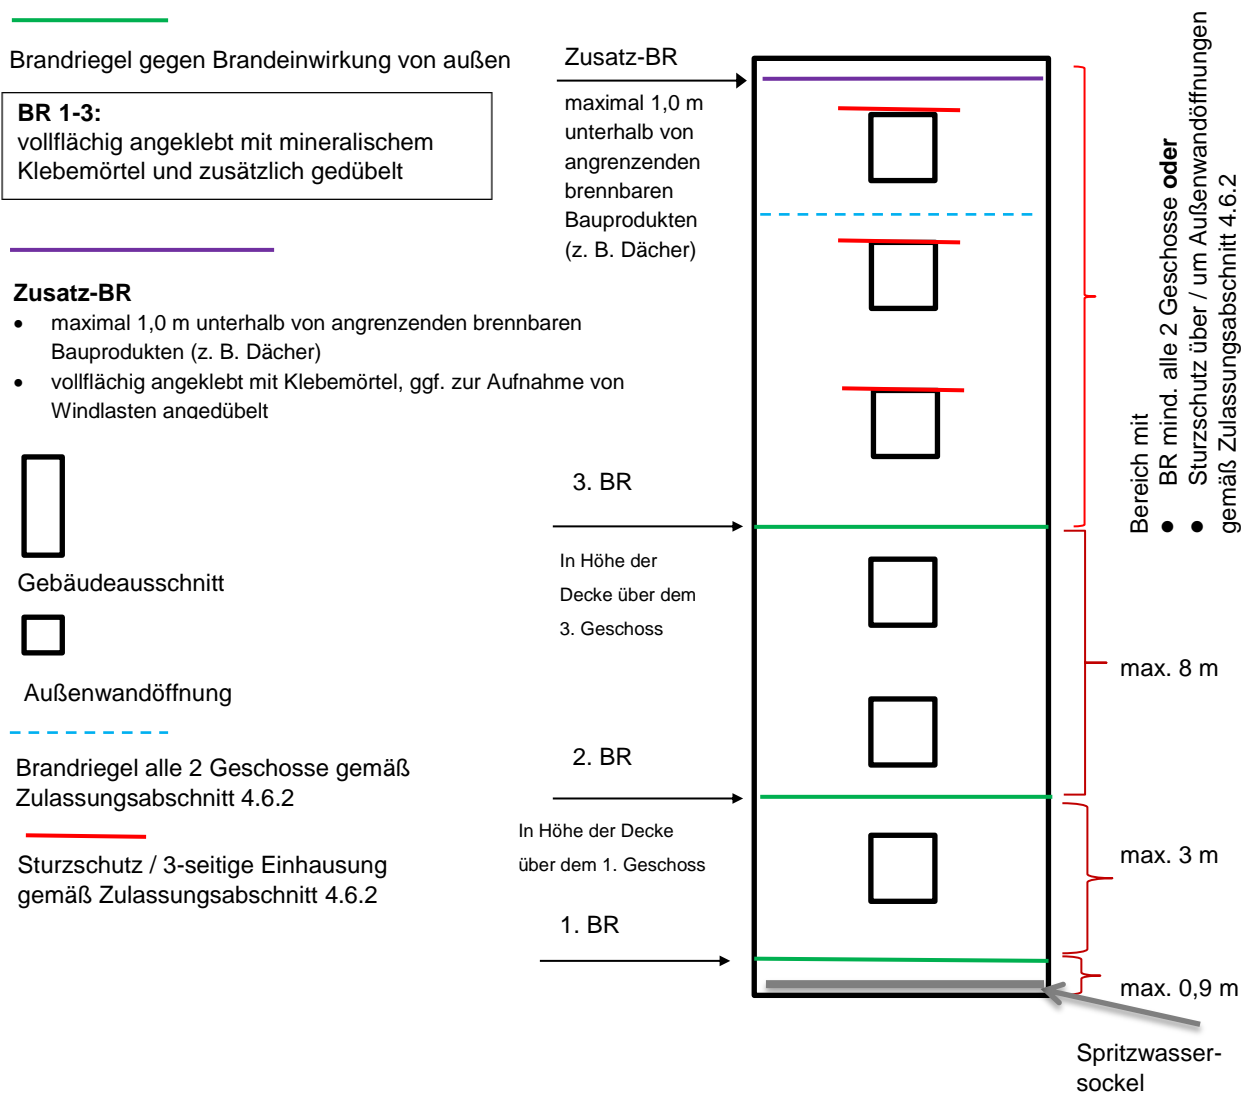 Brandriegel gegen Brandeinwirkung von außen
BR 1-3:
vollflächig angeklebt mit mineralischem
Klebemörtel und zusätzlich gedübelt
Zusatz-BR
• maximal 1,0 m unterhalb von angrenzenden brennbaren
Bauprodukten (z. B. Dächer)
• vollflächig angeklebt mit Klebemörtel, ggf. zur Aufnahme von
Windlasten angedübelt
Gebäudeausschnitt
Außenwandöffnung
Brandriegel alle 2 Geschosse gemäß
Zulassungsabschnitt 4.6.2
Sturzschutz / 3-seitige Einhausung
gemäß Zulassungsabschnitt 4.6.2
Zusatz-BR
maximal 1,0 m
unterhalb von
angrenzenden
brennbaren
Bauprodukten
(z. B. Dächer)
3. BR
In Höhe der
Decke über dem
3. Geschoss
2. BR
In Höhe der Decke
über dem 1. Geschoss
1. BR
Bereich mit
● BR mind. alle 2 Geschosse oder
● Sturzschutz über / um Außenwandöffnungen
gemäß Zulassungsabschnitt 4.6.2
max. 8 m
max. 3 m
max. 0,9 m
Spritzwasser-
sockel